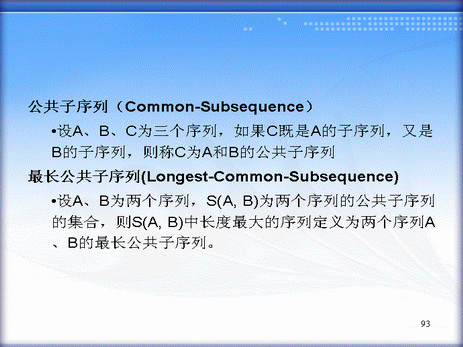 公共子序列（Common-Subsequence）
•设A、B、C为三个序列，如果C既是A的子序列，又是
B的子序列，则称C为A和B的公共子序列
最长公共子序列(Longest-Common-Subsequence)
•设A、B为两个序列，S(A, B)为两个序列的公共子序列
的集合，则S(A, B)中长度最大的序列定义为两个序列A
、B的最长公共子序列。
93